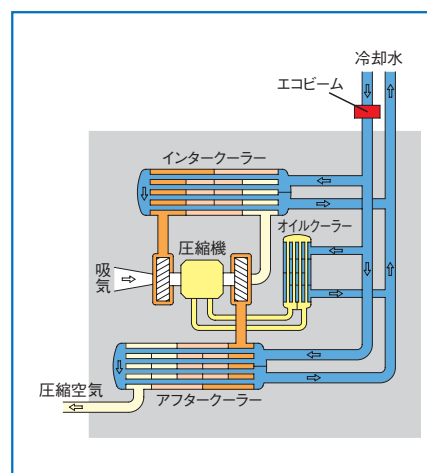 冷却水
エコビーム
インタークーラー
オイルクーラー
圧縮機
吸気
圧縮空気
アフタークーラー